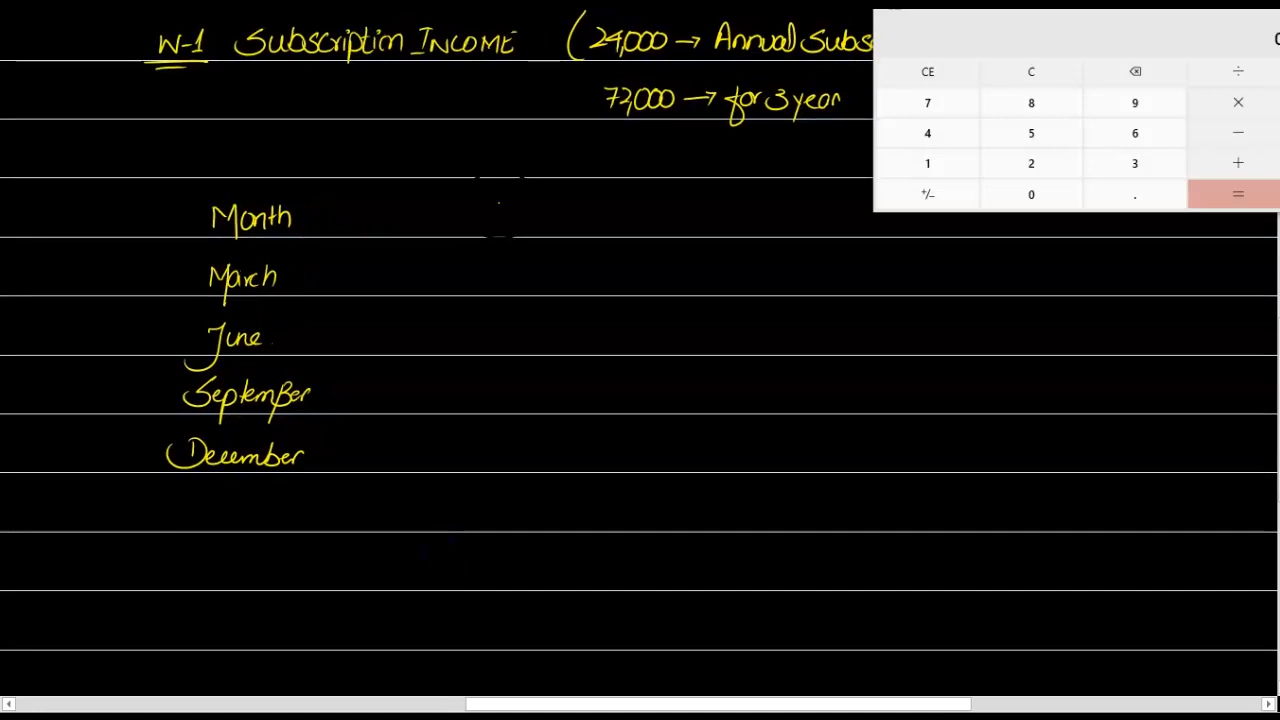 W-1 Subscription INCOME (24,000 → Annual Subs
72,000 → for 3 year
CE C ⌫ ÷
7 8 9 ×
4 5 6 −
1 2 3 +
+/− 0 . =
Month
March
June
September
December